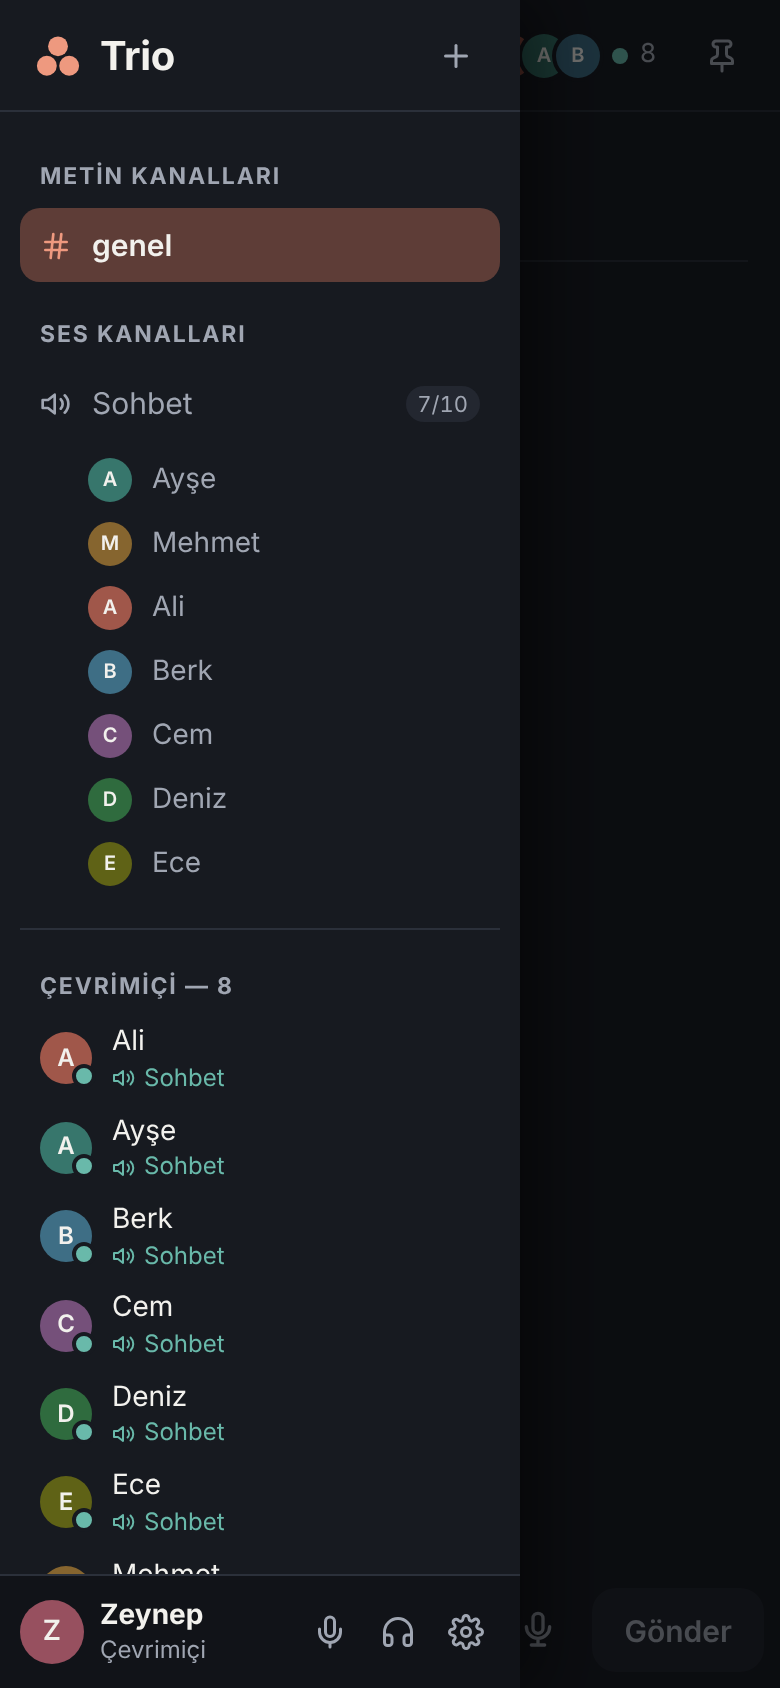 Trio
A B 8
METİN KANALLARI
# genel
SES KANALLARI
Sohbet 7/10
A Ayşe
M Mehmet
A Ali
B Berk
C Cem
D Deniz
E Ece
ÇEVRİMİÇİ — 8
A Ali
Sohbet
A Ayşe
Sohbet
B Berk
Sohbet
C Cem
Sohbet
D Deniz
Sohbet
E Ece
Sohbet
Mehmet
Z Zeynep
Çevrimiçi
Gönder